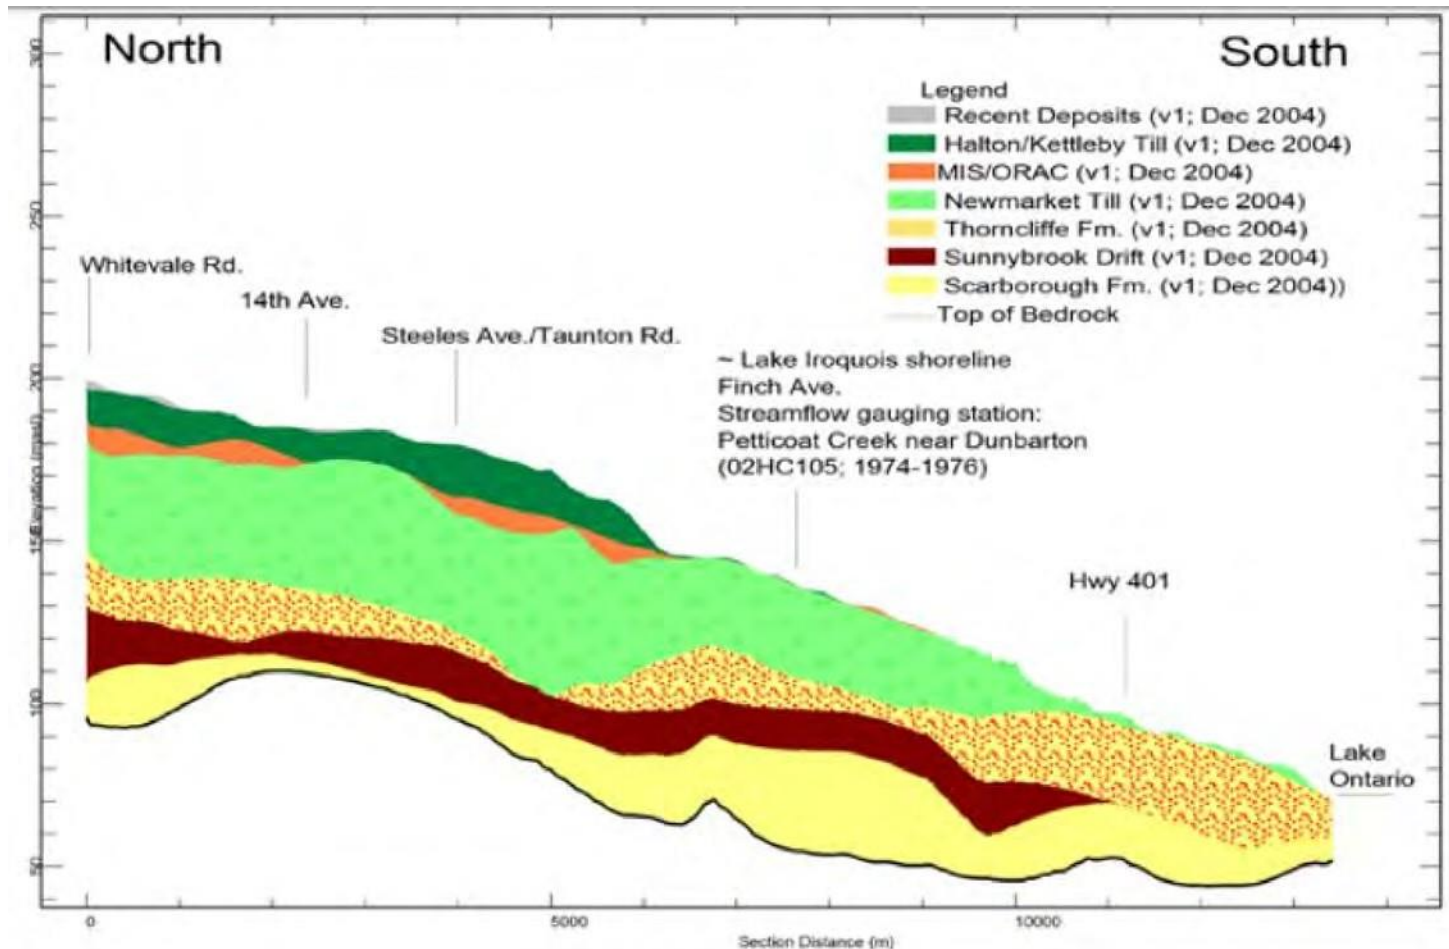 North
South
Legend
Recent Deposits (v1; Dec 2004)
Halton/Kettleby Till (v1; Dec 2004)
MIS/ORAC (v1; Dec 2004)
Newmarket Till (v1; Dec 2004)
Thorncliffe Fm. (v1; Dec 2004)
Sunnybrook Drift (v1; Dec 2004)
Scarborough Fm. (v1; Dec 2004))
Top of Bedrock
Whitevale Rd.
14th Ave.
Steeles Ave./Taunton Rd.
~ Lake Iroquois shoreline
Finch Ave.
Streamflow gauging station:
Petticoat Creek near Dunbarton
(02HC105; 1974-1976)
Hwy 401
Lake
Ontario
300
250
200
150
100
50
Elevation (masl)
0
5000
10000
Section Distance (m)